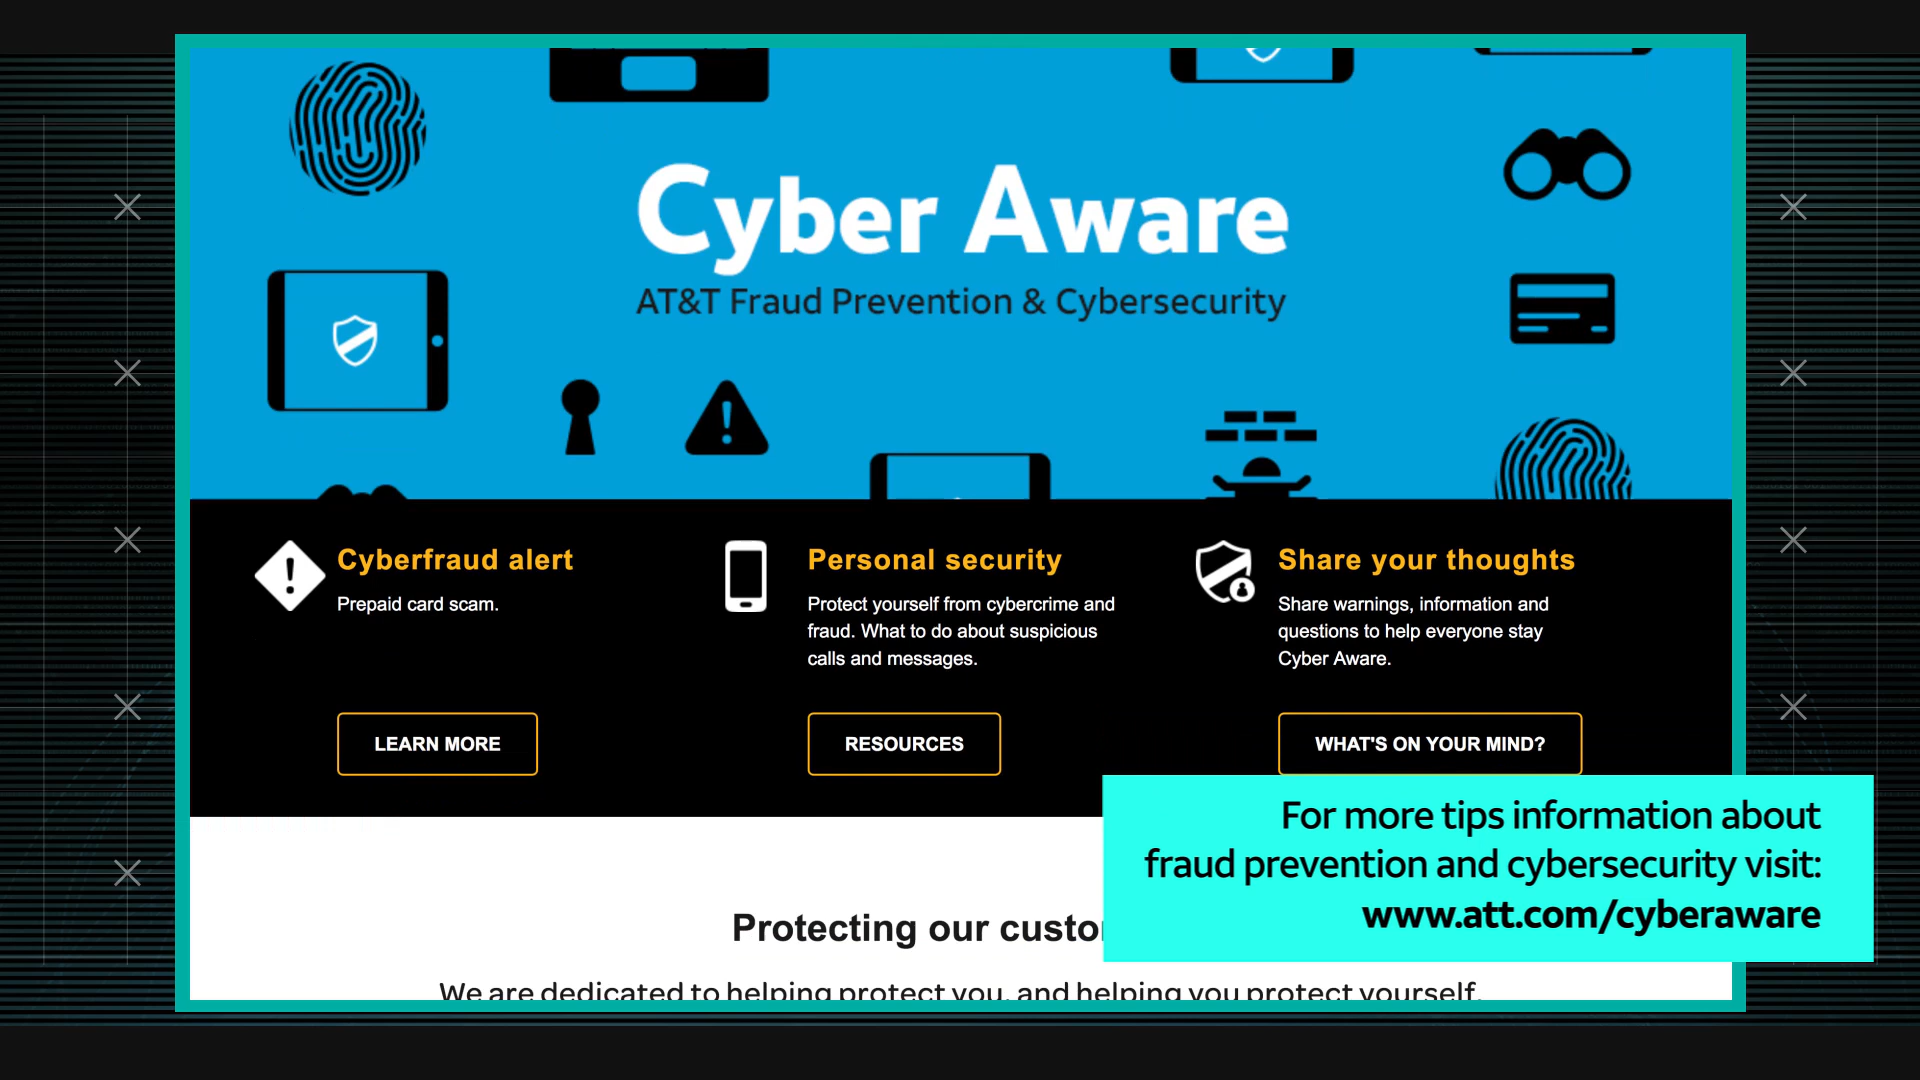 Cyber Aware
AT&T Fraud Prevention & Cybersecurity
Cyberfraud alert
Prepaid card scam.
LEARN MORE
Personal security
Protect yourself from cybercrime and
fraud. What to do about suspicious
calls and messages.
RESOURCES
Share your thoughts
Share warnings, information and
questions to help everyone stay
Cyber Aware.
WHAT'S ON YOUR MIND?
For more tips information about
fraud prevention and cybersecurity visit:
www.att.com/cyberaware
Protecting our
We are dedicated to helping protect you, and helping you protect yourself.